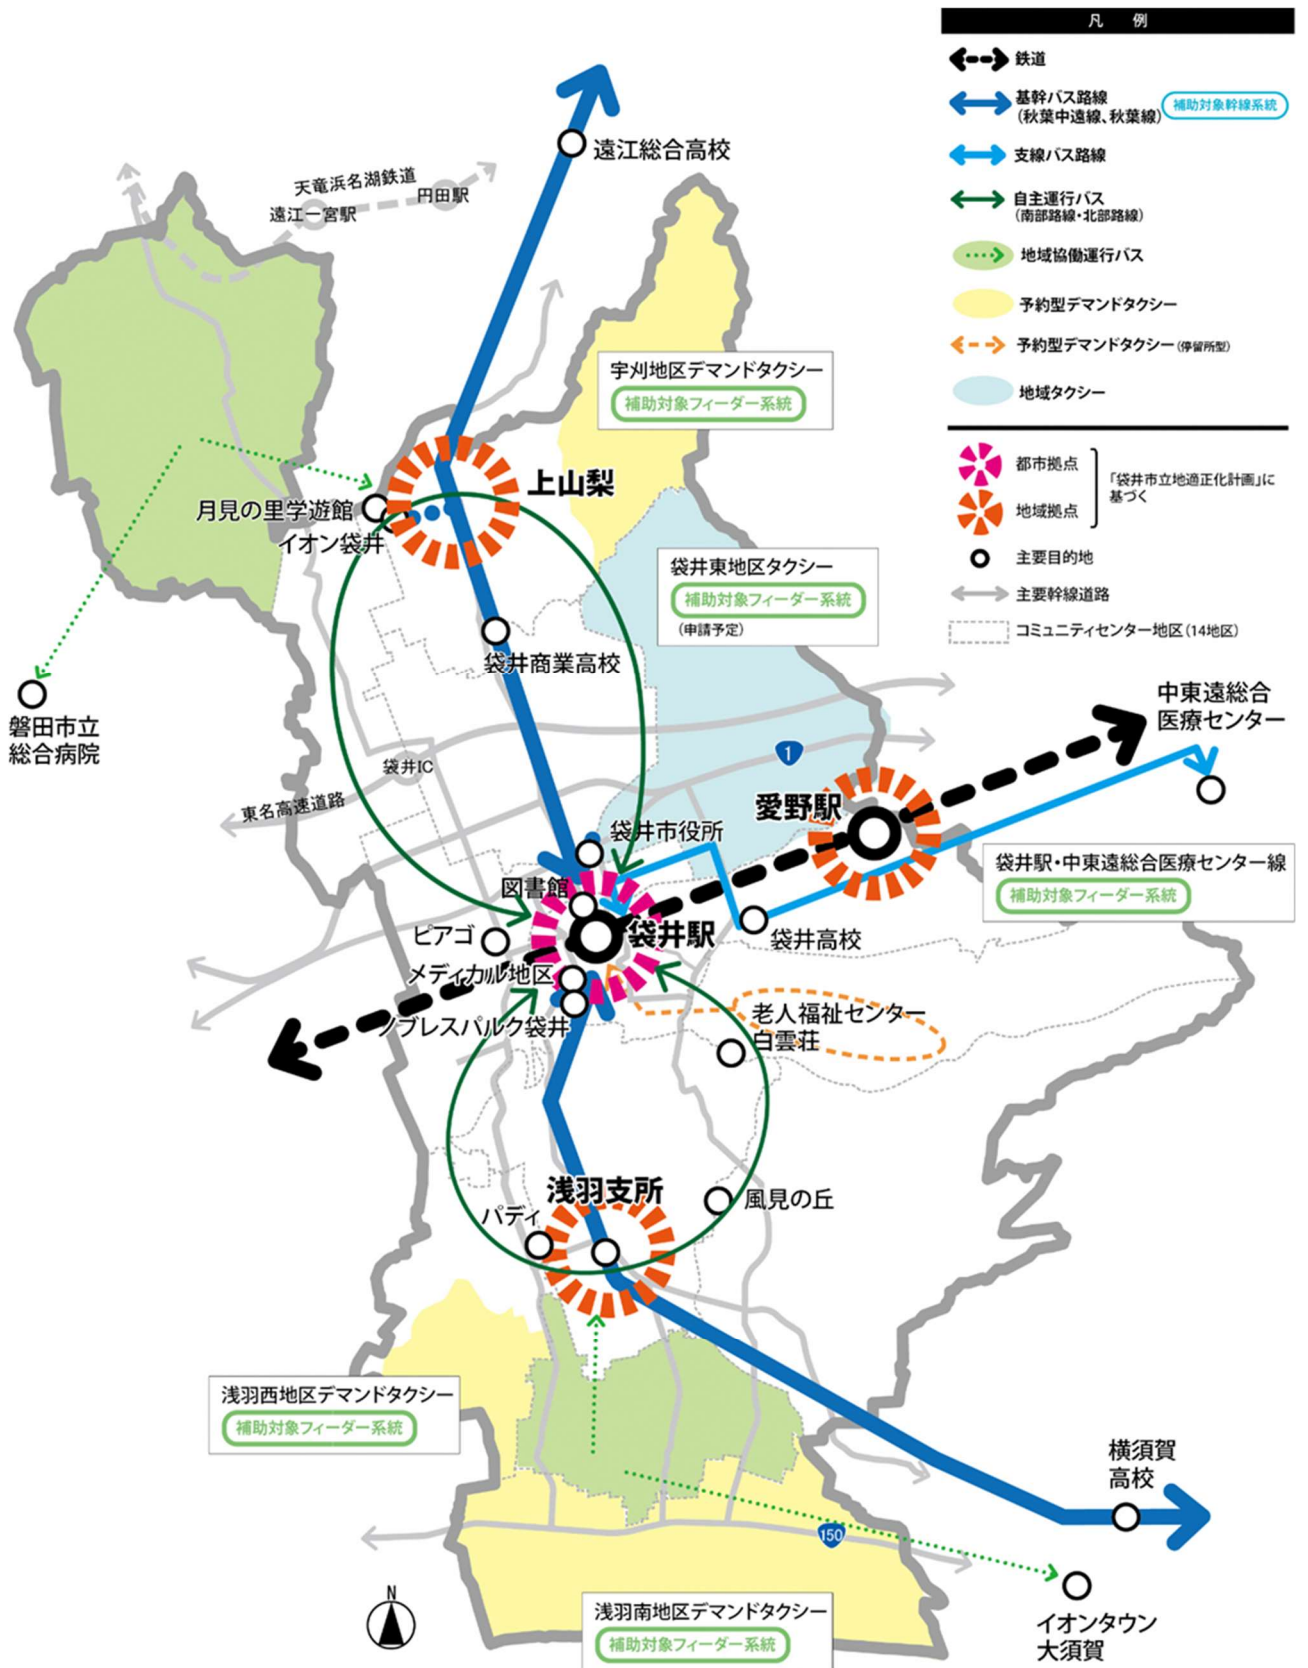 凡 例
鉄道
基幹バス路線
(秋葉中遠線、秋葉線)
補助対象幹線系統
支線バス路線
自主運行バス
(南部路線・北部路線)
地域協働運行バス
予約型デマンドタクシー
予約型デマンドタクシー(停留所型)
地域タクシー
都市拠点
地域拠点
「袋井市立地適正化計画」に
基づく
主要目的地
主要幹線道路
コミュニティセンター地区(14地区)
遠江総合高校
天竜浜名湖鉄道
円田駅
遠江一宮駅
宇刈地区デマンドタクシー
補助対象フィーダー系統
上山梨
月見の里学遊館
イオン袋井
袋井東地区タクシー
補助対象フィーダー系統
(申請予定)
袋井商業高校
磐田市立
総合病院
中東遠総合
医療センター
袋井IC
1
東名高速道路
愛野駅
袋井市役所
袋井駅・中東遠総合医療センター線
補助対象フィーダー系統
図書館
ピアゴ
袋井駅
袋井高校
メディカル地区
ノブレスパルク袋井
老人福祉センター
白雲荘
浅羽支所
パディ
風見の丘
浅羽西地区デマンドタクシー
補助対象フィーダー系統
横須賀
高校
150
N
浅羽南地区デマンドタクシー
補助対象フィーダー系統
イオンタウン
大須賀